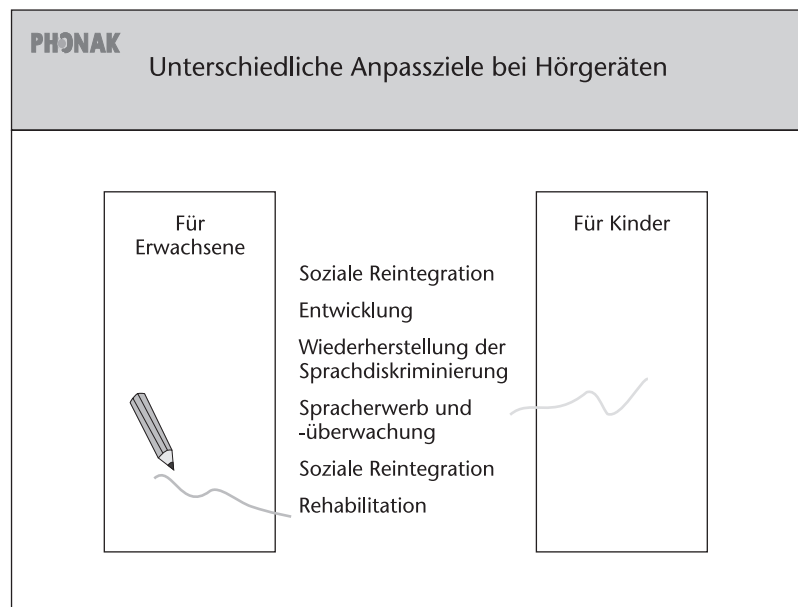 PHONAK
Unterschiedliche Anpassziele bei Hörgeräten
Für
Erwachsene
Soziale Reintegration
Entwicklung
Wiederherstellung der
Sprachdiskriminierung
Spracherwerb und
-überwachung
Soziale Reintegration
Rehabilitation
Für Kinder